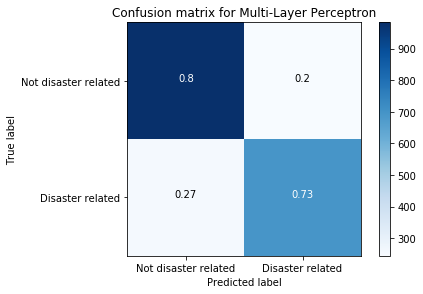 Confusion matrix for Multi-Layer Perceptron
Not disaster related
0.8
0.2
Disaster related
0.27
0.73
True label
Not disaster related
Disaster related
Predicted label
900
800
700
600
500
400
300